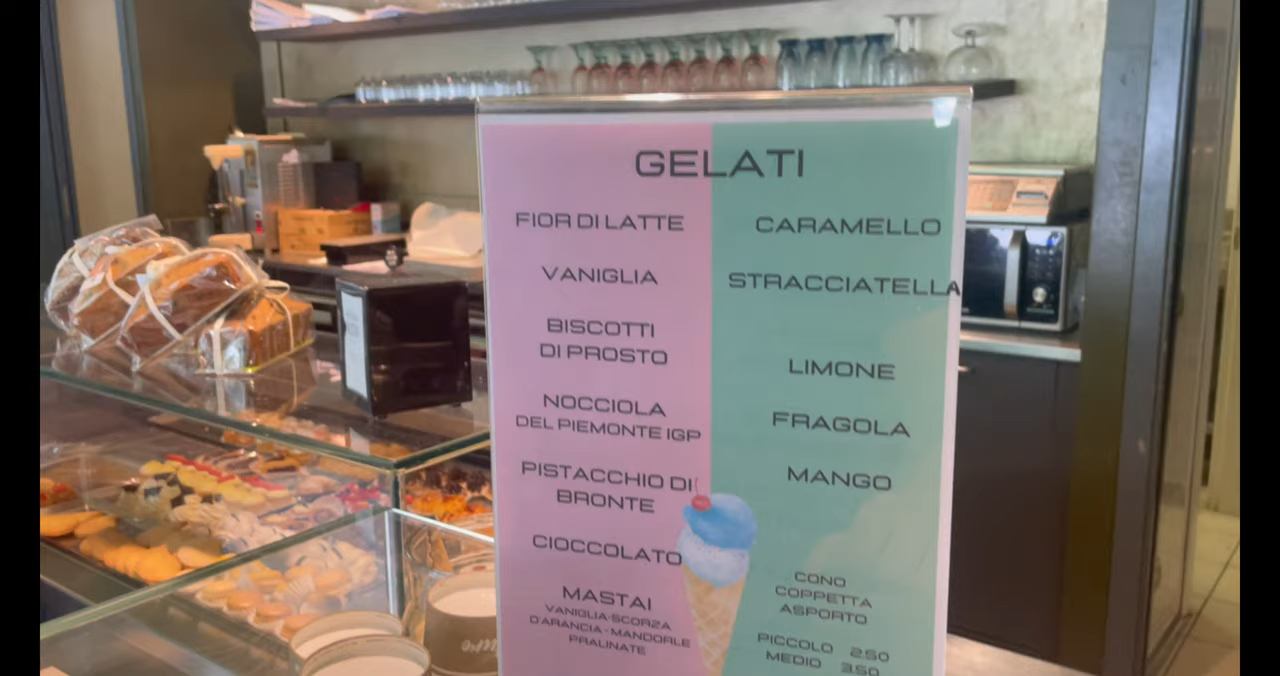 GELATI
FIOR DI LATTE
VANIGLIA
BISCOTTI
DI PROSTO
NOCCIOLA
DEL PIEMONTE IGP
PISTACCHIO DI
BRONTE
CIOCCOLATO
MASTAI
VANIGLIA-SCORZA
D'ARANCIA-MANDORLE
PRALINATE
CARAMELLO
STRACCIATELLA
LIMONE
FRAGOLA
MANGO
CONO
COPPETTA
ASPORTO
PICCOLO 2.50
MEDIO 3.50